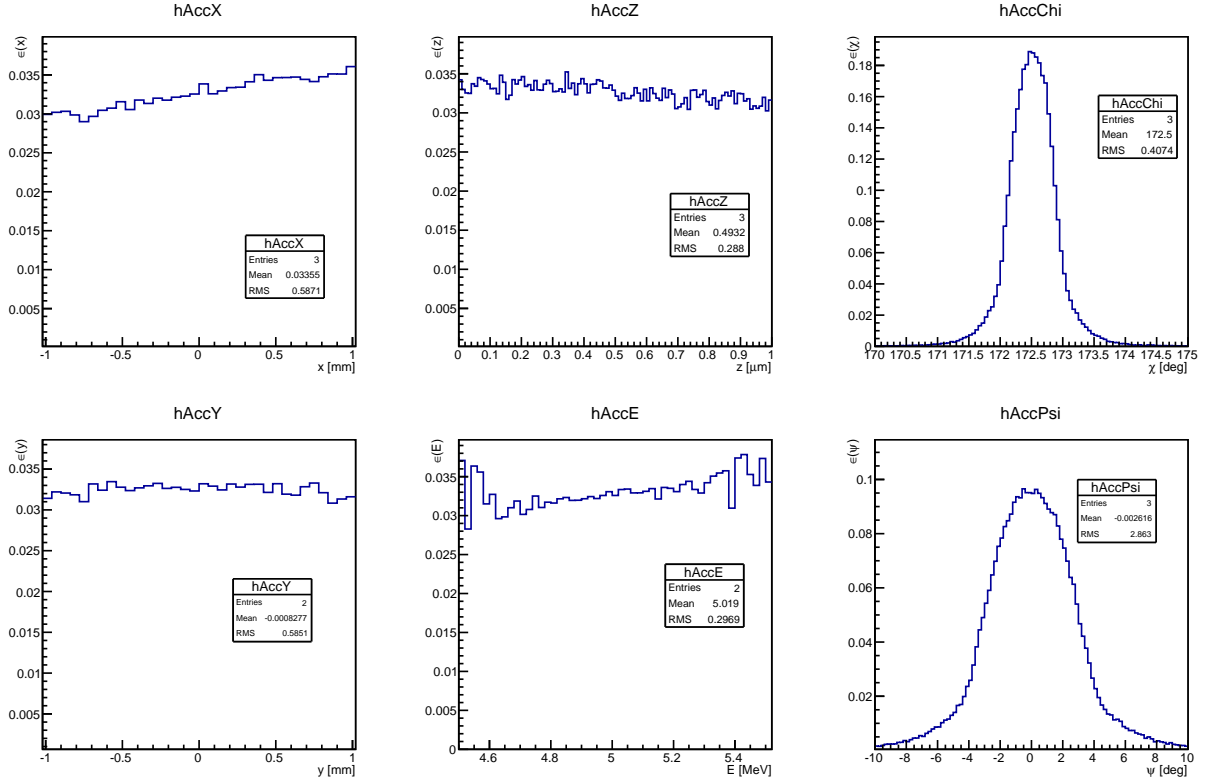 hAccX
∈(x)
0.035
0.03
0.025
0.02
0.015
0.01
0.005
-1 -0.5 0 0.5 1
x [mm]
hAccX
Entries 3
Mean 0.03355
RMS 0.5871
hAccZ
∈(z)
0.035
0.03
0.025
0.02
0.015
0.01
0.005
0 0.1 0.2 0.3 0.4 0.5 0.6 0.7 0.8 0.9 1
z [μm]
hAccZ
Entries 3
Mean 0.4932
RMS 0.288
hAccChi
∈(χ)
0.18
0.16
0.14
0.12
0.1
0.08
0.06
0.04
0.02
0
170 170.5 171 171.5 172 172.5 173 173.5 174 174.5 175
χ [deg]
hAccChi
Entries 3
Mean 172.5
RMS 0.4074
hAccY
∈(y)
0.035
0.03
0.025
0.02
0.015
0.01
0.005
-1 -0.5 0 0.5 1
y [mm]
hAccY
Entries 2
Mean -0.0008277
RMS 0.5851
hAccE
∈(E)
0.035
0.03
0.025
0.02
0.015
0.01
0.005
0
4.6 4.8 5 5.2 5.4
E [MeV]
hAccE
Entries 2
Mean 5.019
RMS 0.2969
hAccPsi
∈(ψ)
0.1
0.08
0.06
0.04
0.02
-10 -8 -6 -4 -2 0 2 4 6 8 10
ψ [deg]
hAccPsi
Entries 3
Mean -0.002616
RMS 2.863